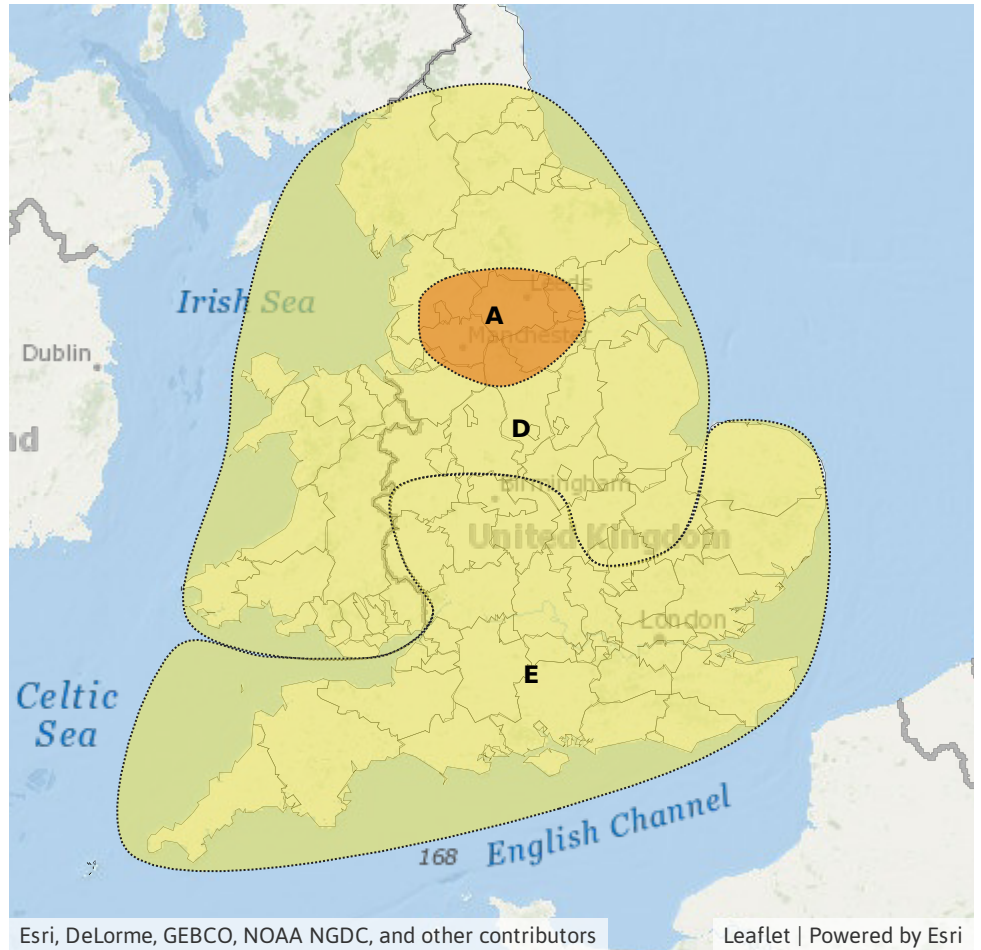 Leeds
Irish Sea
A
Manchester
Dublin
D
nd
Birmingham
United Kingdom
London
E
Celtic
Sea
English Channel
168
Esri, DeLorme, GEBCO, NOAA NGDC, and other contributors
Leaflet | Powered by Esri